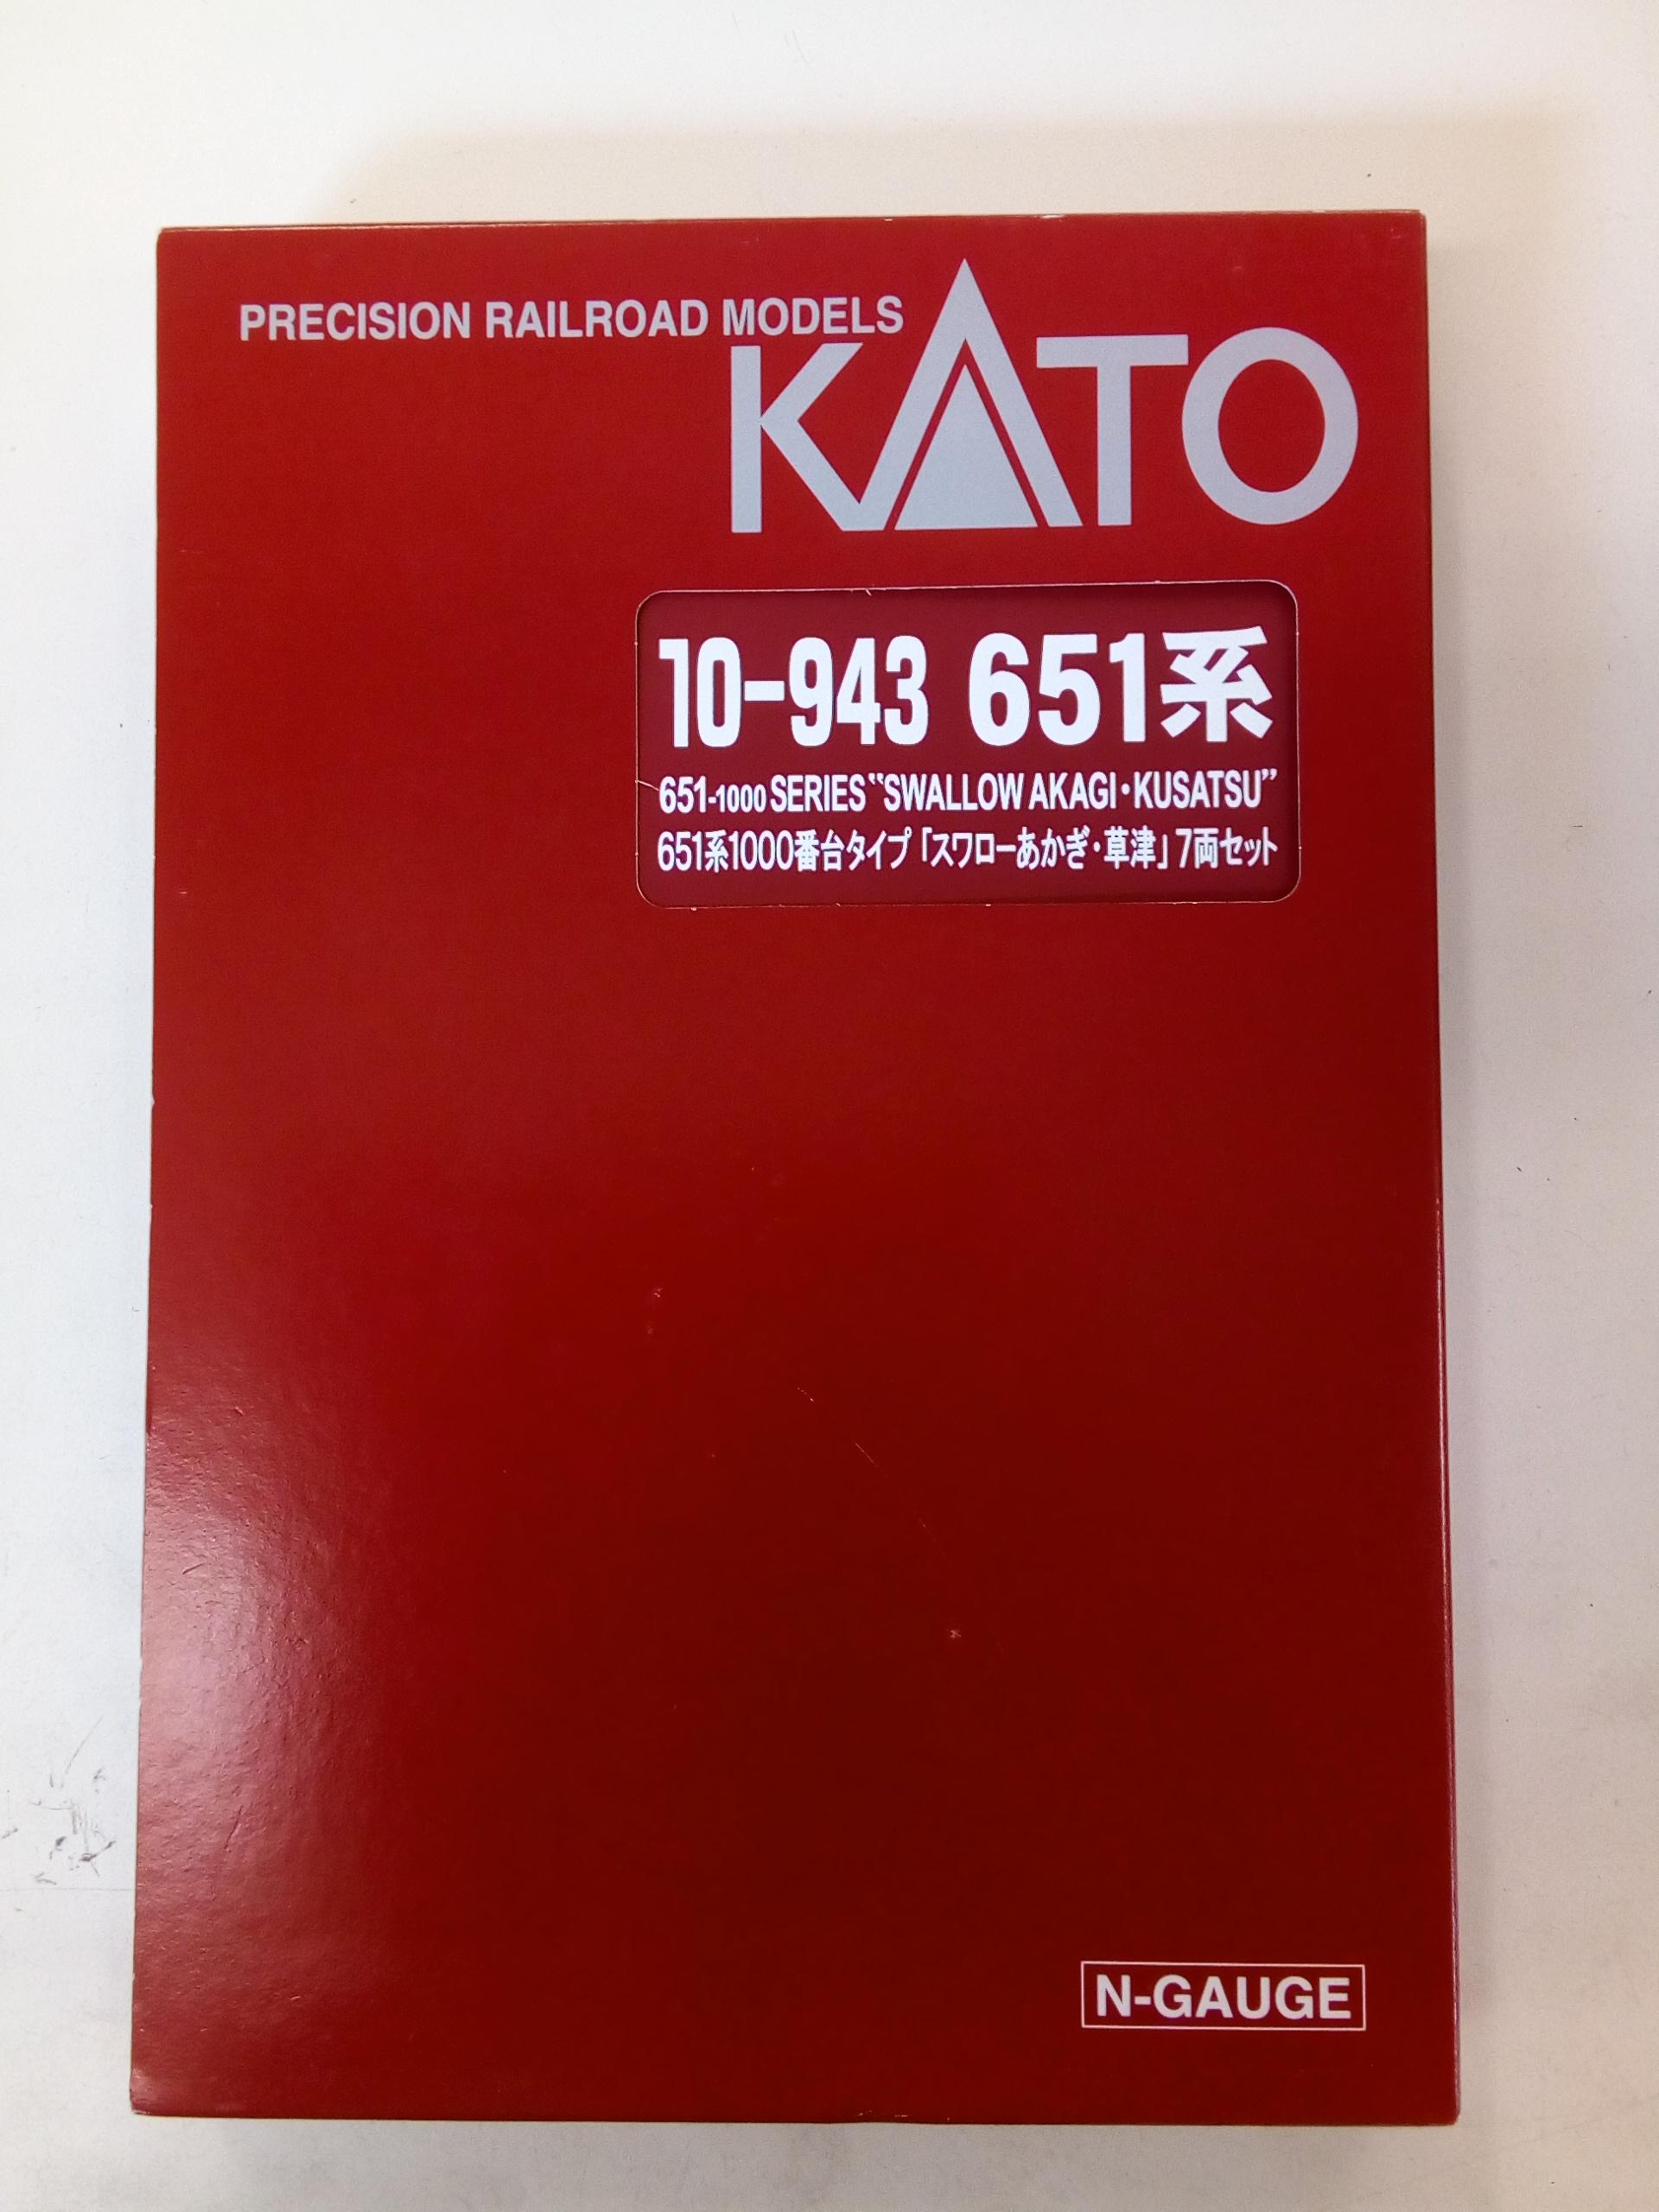 PRECISION RAILROAD MODELS
KATO
10-943 651系
651-1000 SERIES "SWALLOW AKAGI・KUSATSU"
651系1000番台タイプ「スワローあかぎ・草津」7両セット
N-GAUGE